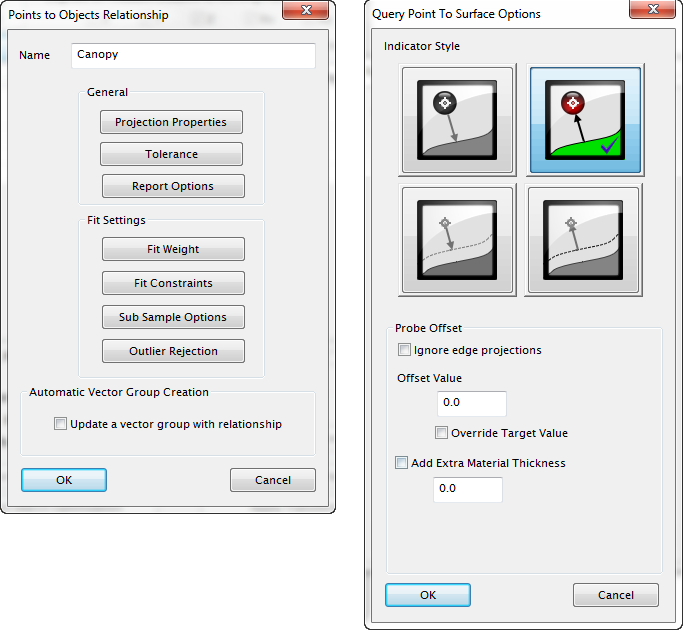 Points to Objects Relationship
Name
Canopy
General
Projection Properties
Tolerance
Report Options
Fit Settings
Fit Weight
Fit Constraints
Sub Sample Options
Outlier Rejection
Automatic Vector Group Creation
Update a vector group with relationship
OK
Cancel
Query Point To Surface Options
Indicator Style
Probe Offset
Ignore edge projections
Offset Value
0.0
Override Target Value
Add Extra Material Thickness
0.0
OK
Cancel